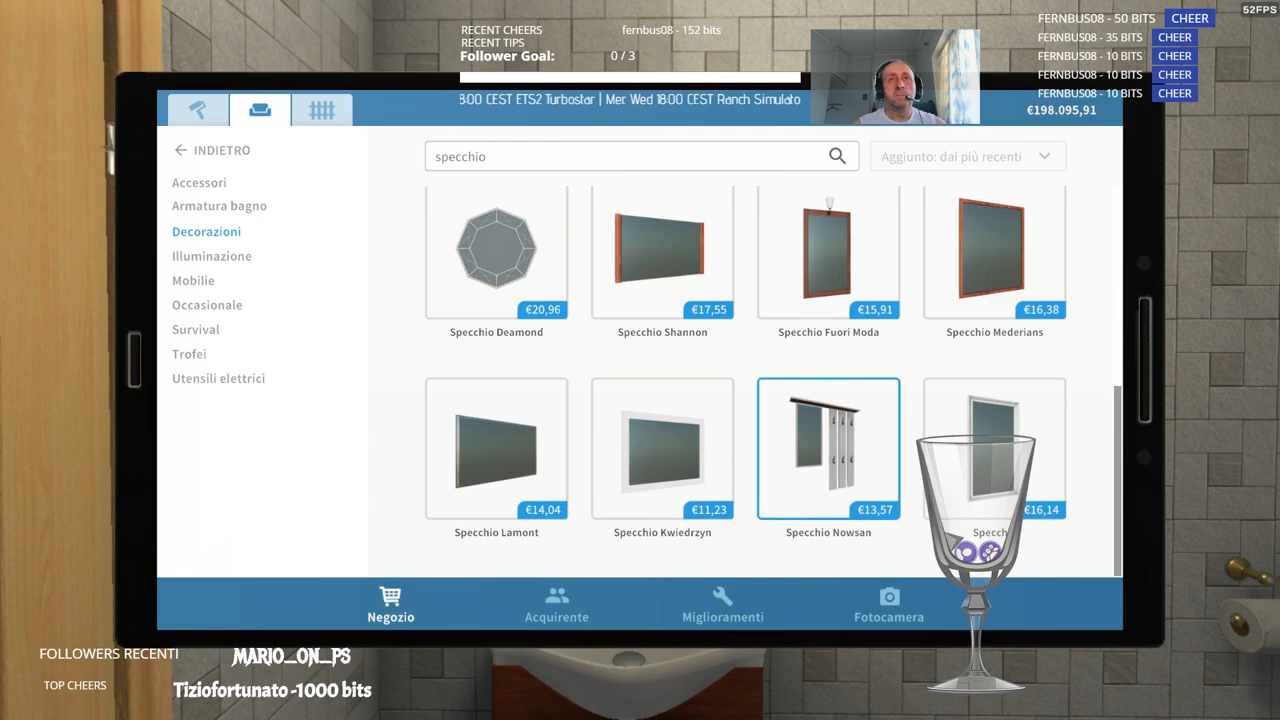 52FPS
RECENT CHEERS
fernbus08 - 152 bits
RECENT TIPS
Follower Goal:
0 / 3
FERNBUS08 - 50 BITS CHEER
FERNBUS08 - 35 BITS CHEER
FERNBUS08 - 10 BITS CHEER
FERNBUS08 - 10 BITS CHEER
FERNBUS08 - 10 BITS CHEER
8:00 CEST ETS2 Turbostar | Mer Wed 18:00 CEST Ranch Simulato
€198.095,91
INDIETRO
specchio
Aggiunto: dai più recenti
Accessori
Armatura bagno
Decorazioni
Illuminazione
Mobilie
Occasionale
Survival
Trofei
Utensili elettrici
€20,96
€17,55
€15,91
€16,38
Specchio Deamond
Specchio Shannon
Specchio Fuori Moda
Specchio Mederians
€14,04
€11,23
€13,57
€16,14
Specchio Lamont
Specchio Kwiedrzyn
Specchio Nowsan
Specch
Negozio
Acquirente
Miglioramenti
Fotocamera
FOLLOWERS RECENTI
MARIO_ON_PS
TOP CHEERS
Tiziofortunato -1000 bits